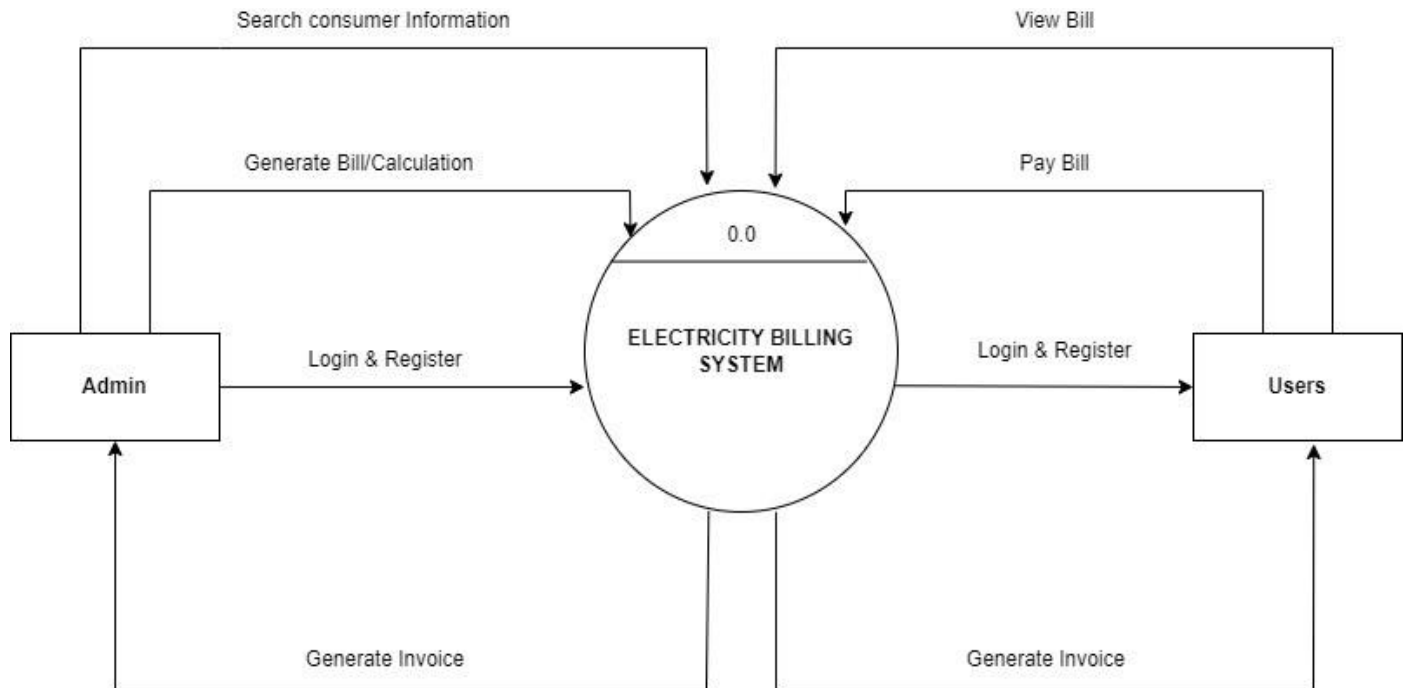 Search consumer Information
View Bill
Generate Bill/Calculation
Pay Bill
0.0
ELECTRICITY BILLING
SYSTEM
Login & Register
Login & Register
Admin
Users
Generate Invoice
Generate Invoice